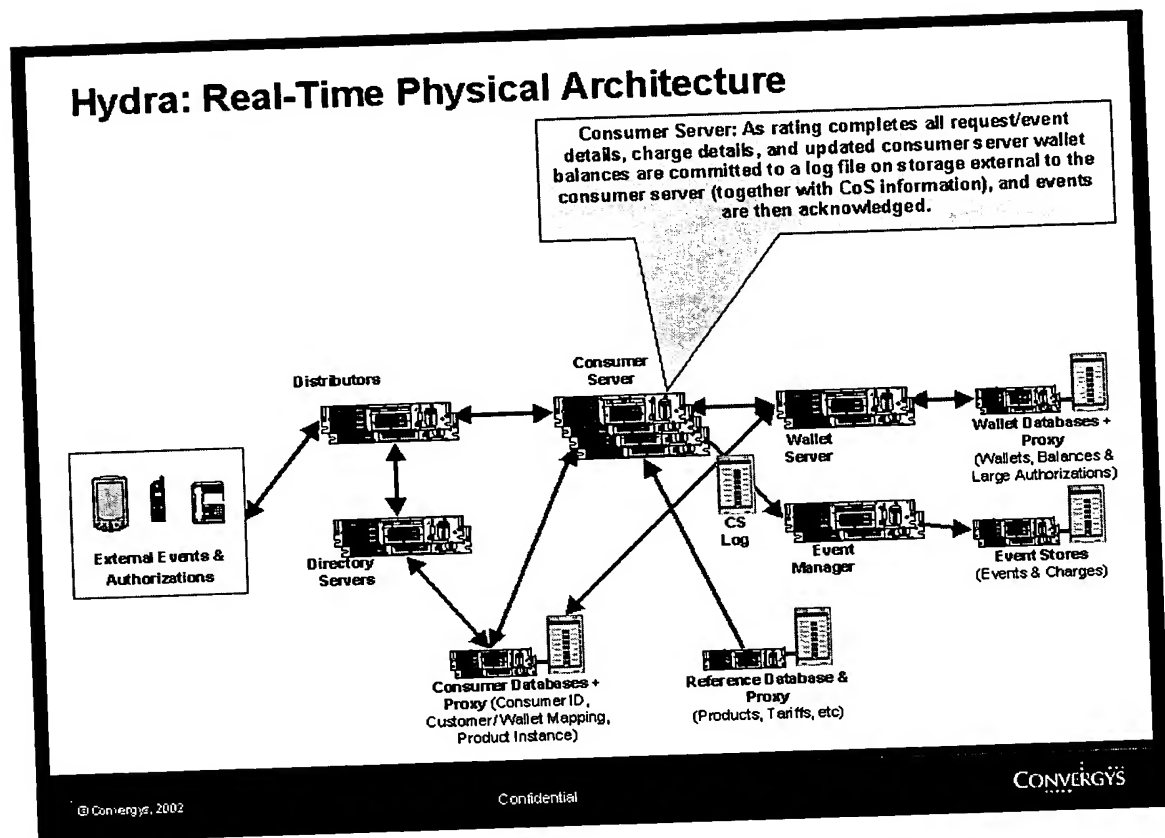 Hydra: Real-Time Physical Architecture
Consumer Server: As rating completes all request/event
details, charge details, and updated consumer server wallet
balances are committed to a log file on storage external to the
consumer server (together with CoS information), and events
are then acknowledged.
Distributors
Consumer
Server
Wallet
Server
Wallet Databases +
Proxy
(Wallets, Balances &
Large Authorizations)
External Events &
Authorizations
Directory
Servers
CS
Log
Event
Manager
Event Stores
(Events & Charges)
Consumer Databases +
Proxy (Consumer ID,
Customer/Wallet Mapping,
Product Instance)
Reference Database &
Proxy
(Products, Tariffs, etc)
© Convergys, 2002
Confidential
CONVERGYS